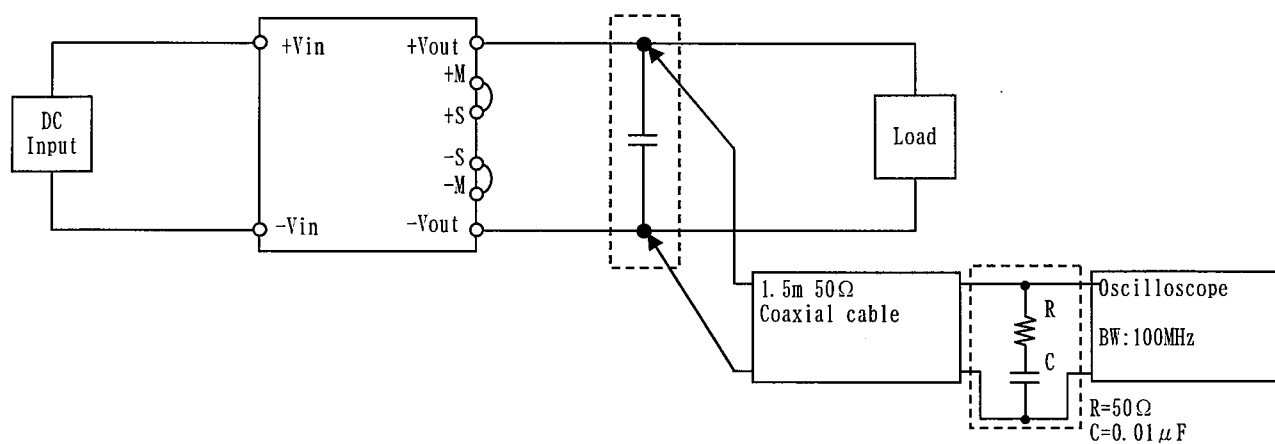 DC
Input
+Vin
-Vin
+Vout
+M
+S
-S
-M
-Vout
Load
1.5m 50Ω
Coaxial cable
R
C
Oscilloscope
BW:100MHz
R=50Ω
C=0.01μF